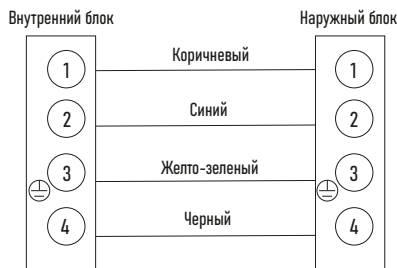 Внутренний блок Наружный блок
1 Коричневый 1
2 Синий 2
3 Желто-зеленый 3
4 Черный 4